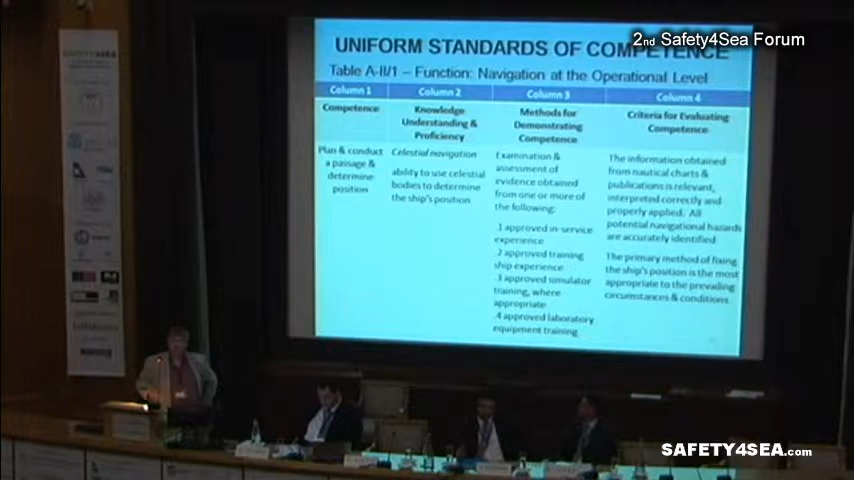 2nd Safety4Sea Forum
SAFETY4SEA
UNIFORM STANDARDS OF COMPETENCE
Table A-II/1 – Function: Navigation at the Operational Level
Column 1
Column 2
Column 3
Column 4
Competence
Knowledge
Understanding &
Proficiency
Methods for
Demonstrating
Competence
Criteria for Evaluating
Competence
Plan & conduct
a passage &
determine
position
Celestial navigation
ability to use celestial
bodies to determine
the ship's position
Examination &
assessment of
evidence obtained
from one or more of
the following:
.1 approved in-service
experience
.2 approved training
ship experience
.3 approved simulator
training, where
appropriate
.4 approved laboratory
equipment training
The information obtained
from nautical charts &
publications is relevant,
interpreted correctly and
properly applied. All
potential navigational hazards
are accurately identified
The primary method of fixing
the ship's position is the most
appropriate to the prevailing
circumstances & conditions
SAFETY4SEA.com